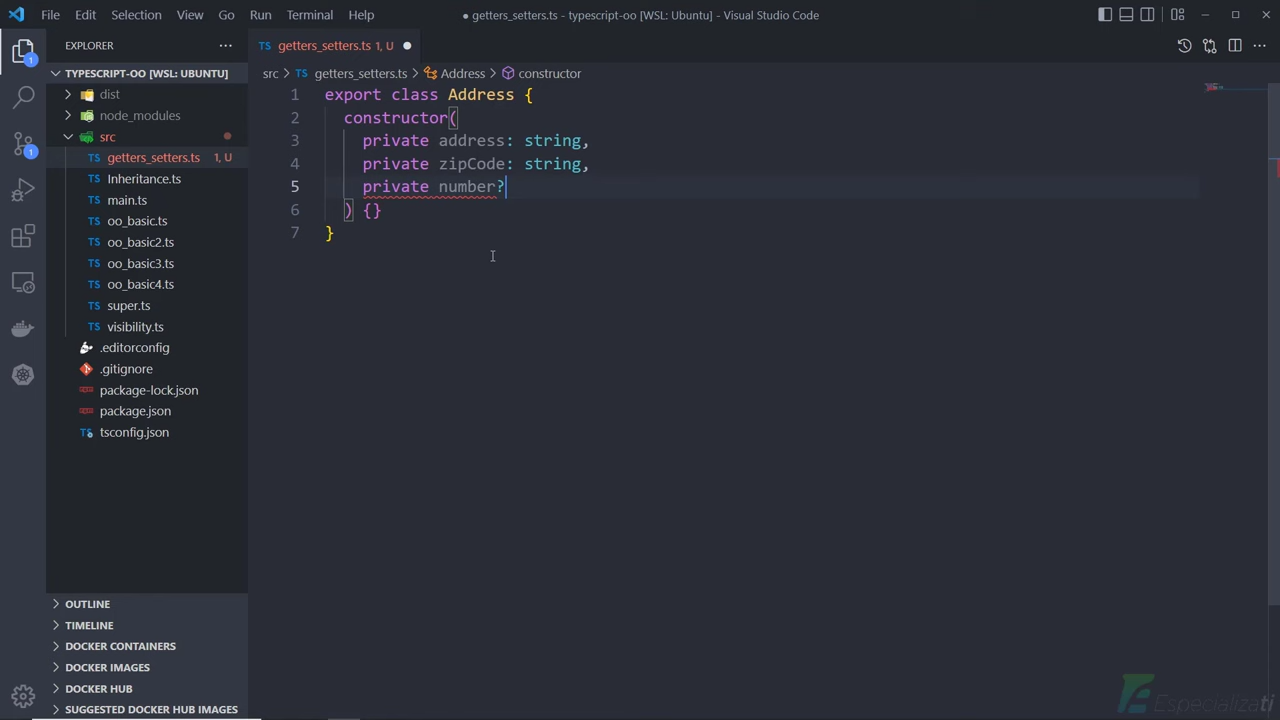 File Edit Selection View Go Run Terminal Help
● getters_setters.ts - typescript-oo [WSL: Ubuntu] - Visual Studio Code
EXPLORER
TS getters_setters.ts 1, U
TYPESCRIPT-OO [WSL: UBUNTU]
src > TS getters_setters.ts > Address > constructor
dist
node_modules
src
TS getters_setters.ts 1, U
TS Inheritance.ts
TS main.ts
TS oo_basic.ts
TS oo_basic2.ts
TS oo_basic3.ts
TS oo_basic4.ts
TS super.ts
TS visibility.ts
.editorconfig
.gitignore
package-lock.json
package.json
TS tsconfig.json
OUTLINE
TIMELINE
DOCKER CONTAINERS
DOCKER IMAGES
DOCKER HUB
SUGGESTED DOCKER HUB IMAGES
1
1
1 export class Address {
2 constructor(
3 private address: string,
4 private zipCode: string,
5 private number?
6 ) {}
7 }
Especializati